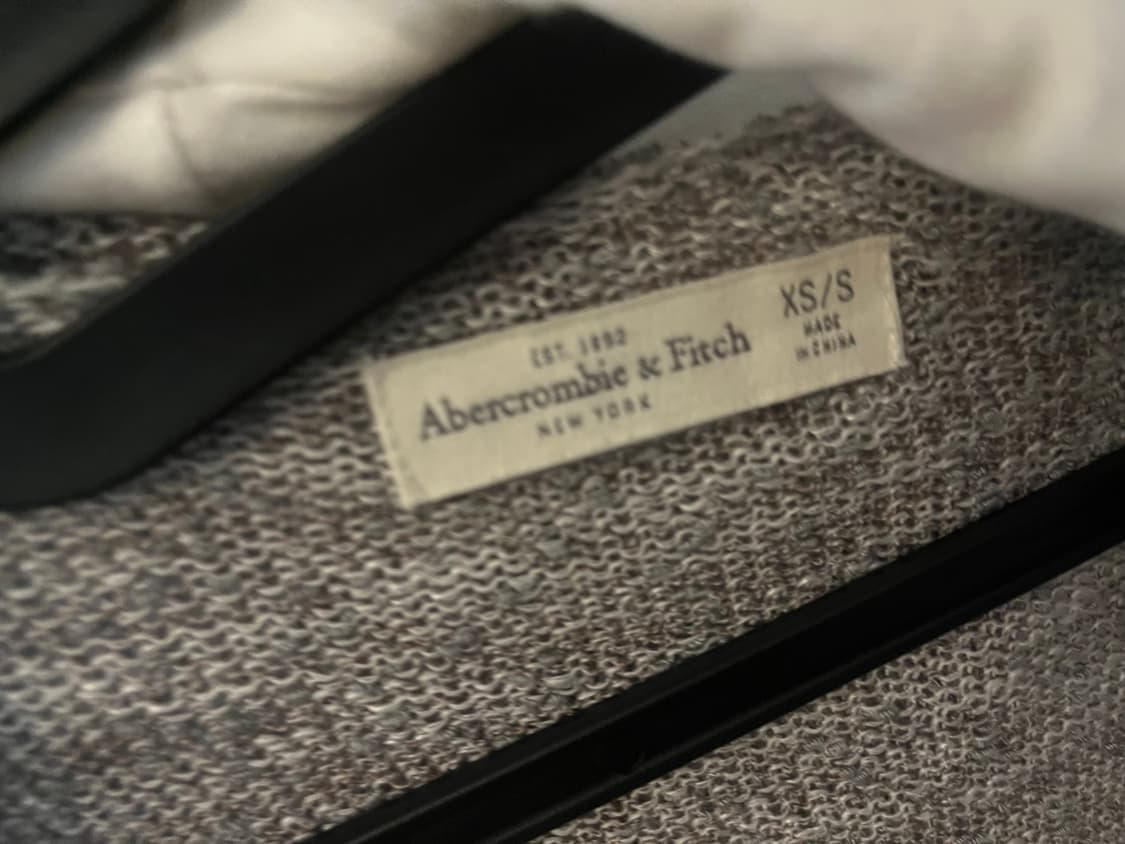 EST. 1892
Abercrombie & Fitch
NEW YORK
XS/S
MADE
IN CHINA